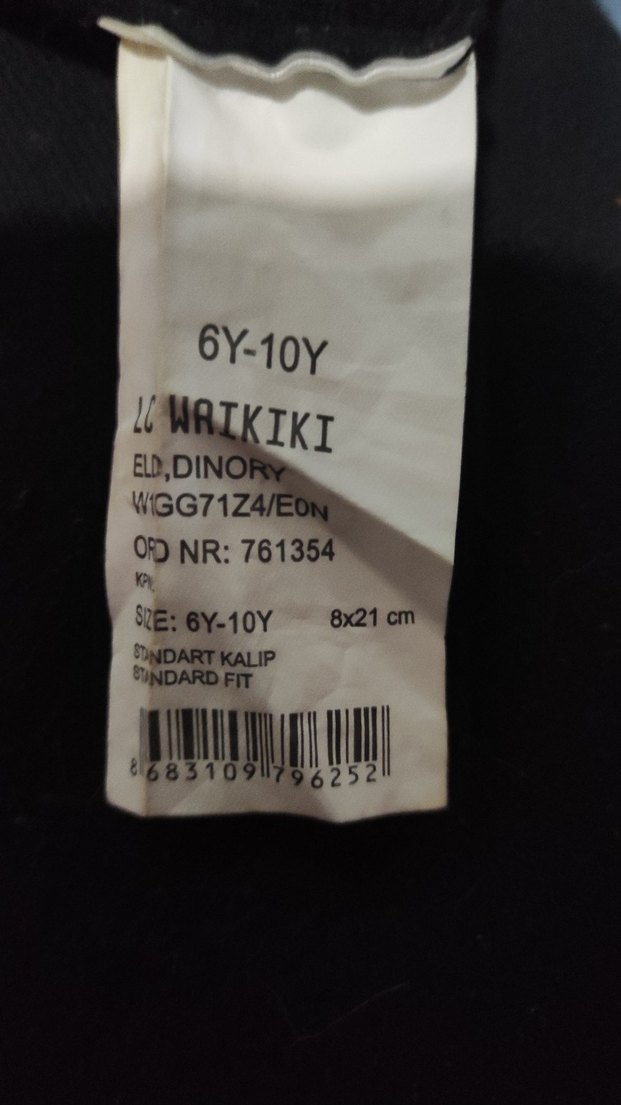 6Y-10Y
LC WAIKIKI
ELD,DINORY
W1GG71Z4/E0N
ORD NR: 761354
KPN:
SIZE: 6Y-10Y 8x21 cm
STANDART KALIP
STANDARD FIT
8683109796252